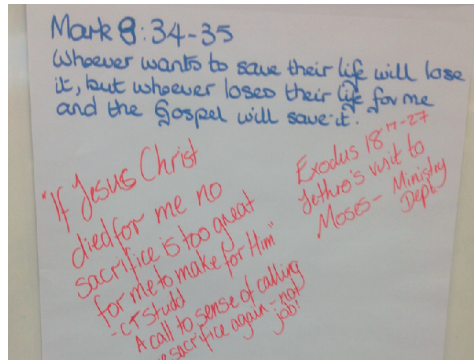 Mark 8:34-35
Whoever wants to save their life will lose
it, but whoever loses their life for me
and the Gospel will save it.
"If Jesus Christ
died for me no
sacrifice is too great
for me to make for Him"
- CT Studd
A call to sense of calling
sacrifice again - not
job!
Exodus 18 17-27
Jethro's visit to
Moses - Ministry
Dept